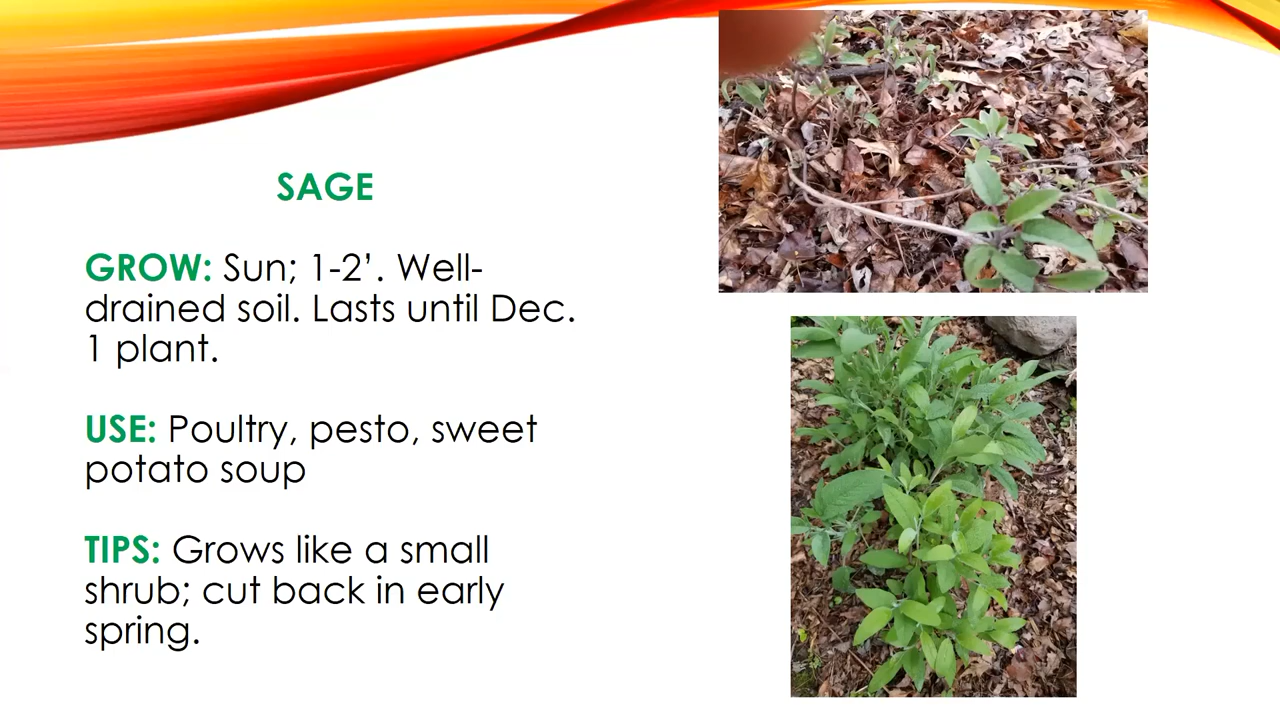 SAGE
GROW: Sun; 1-2’. Well-
drained soil. Lasts until Dec.
1 plant.
USE: Poultry, pesto, sweet
potato soup
TIPS: Grows like a small
shrub; cut back in early
spring.